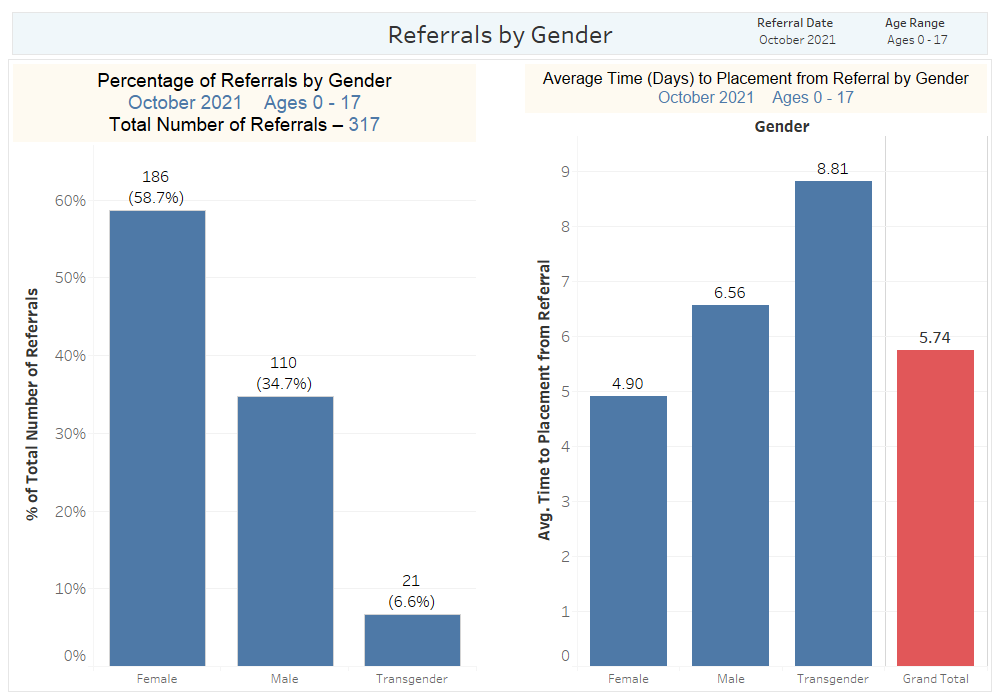 Referrals by Gender
Referral Date
October 2021
Age Range
Ages 0 - 17
Percentage of Referrals by Gender
October 2021 Ages 0 - 17
Total Number of Referrals – 317
% of Total Number of Referrals
60%
50%
40%
30%
20%
10%
0%
186
(58.7%)
110
(34.7%)
21
(6.6%)
Female Male Transgender
Average Time (Days) to Placement from Referral by Gender
October 2021 Ages 0 - 17
Gender
Avg. Time to Placement from Referral
9
8
7
6
5
4
3
2
1
0
4.90
6.56
8.81
5.74
Female Male Transgender Grand Total